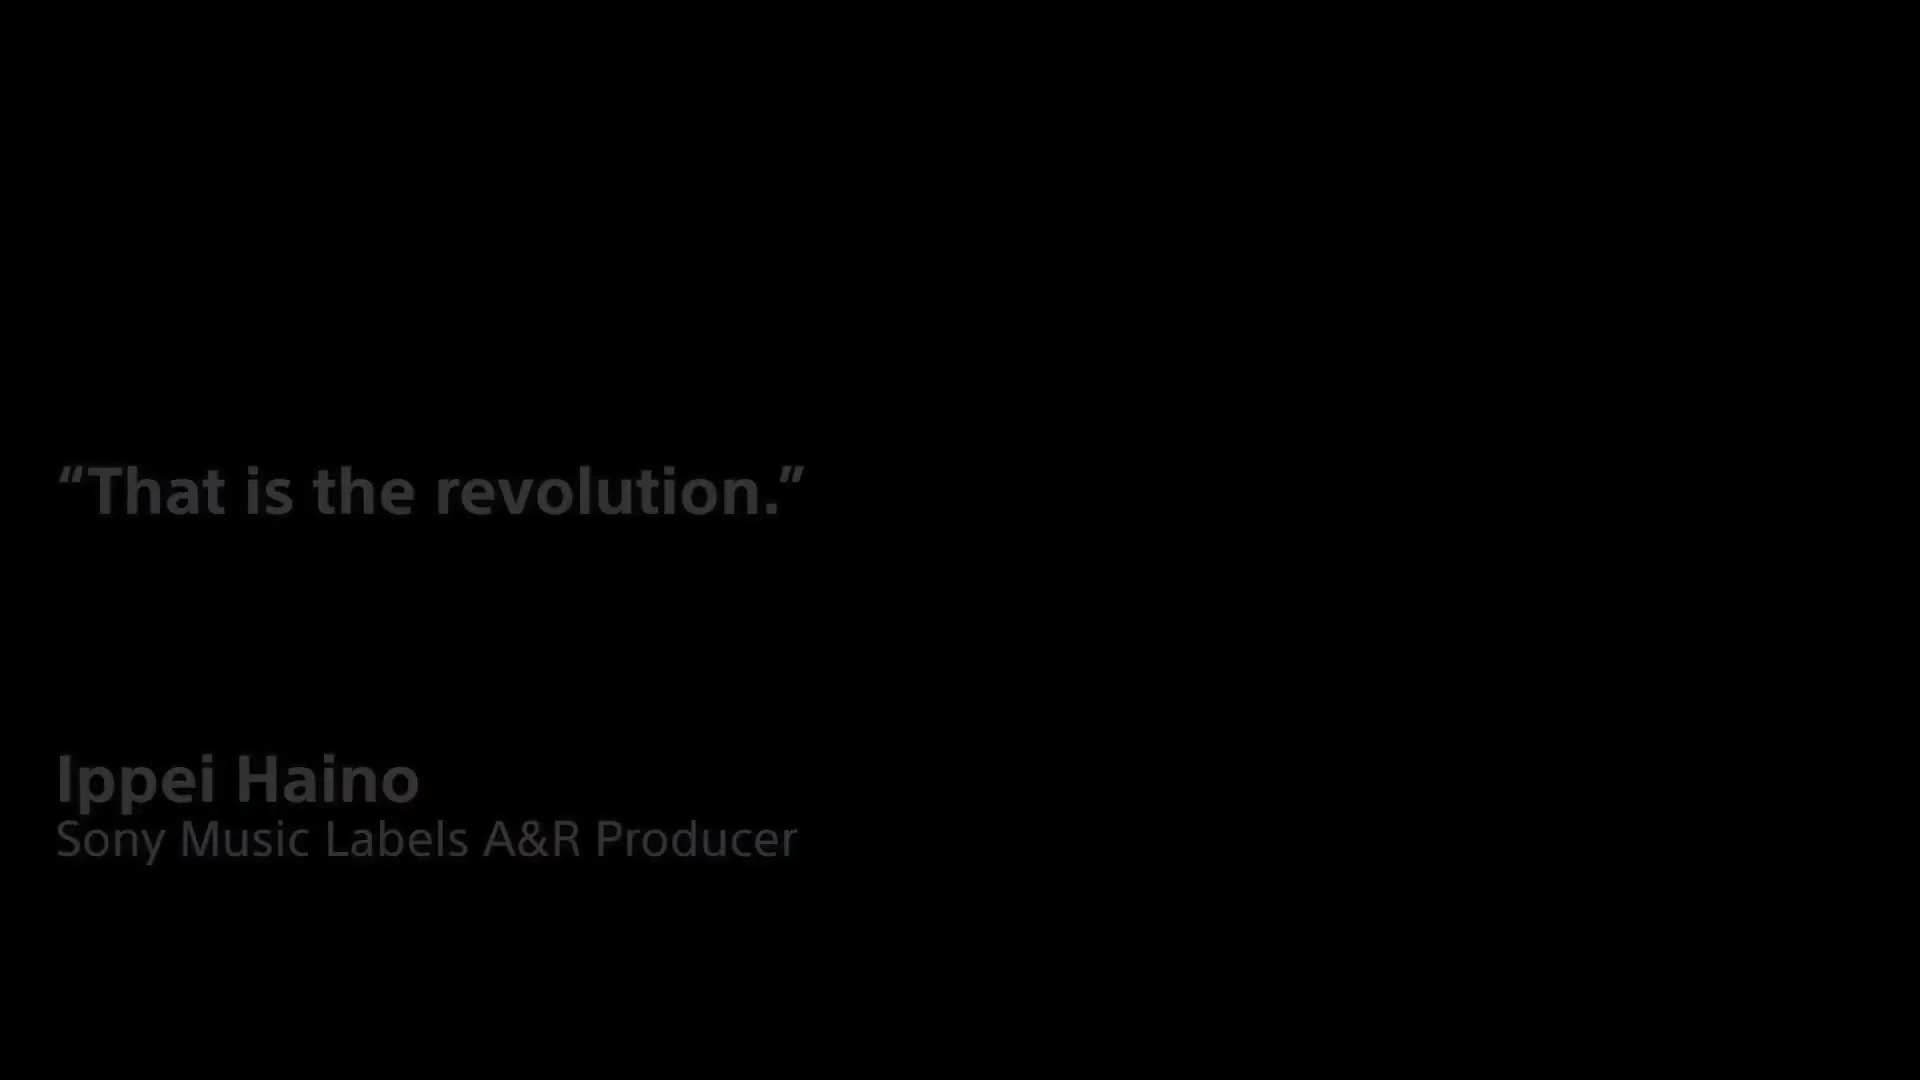 “That is the revolution.”
Ippei Haino
Sony Music Labels A&R Producer